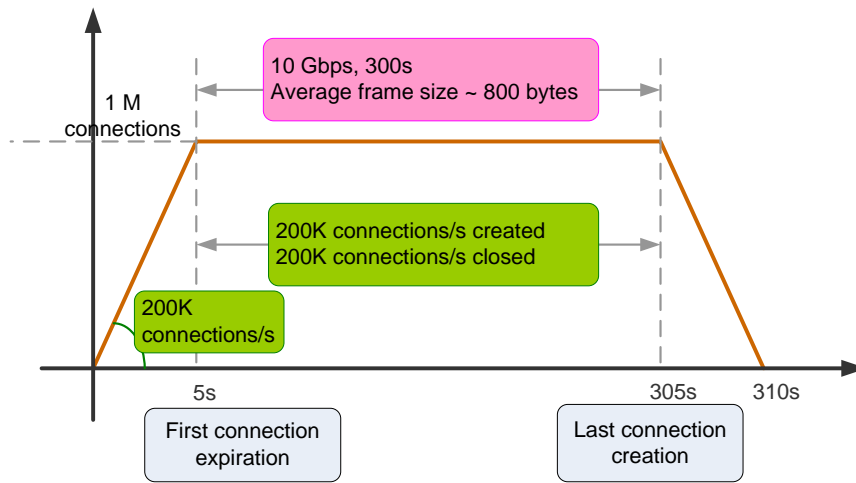 10 Gbps, 300s
Average frame size ~ 800 bytes
1 M
connections
200K connections/s created
200K connections/s closed
200K
connections/s
5s
305s
310s
First connection
expiration
Last connection
creation